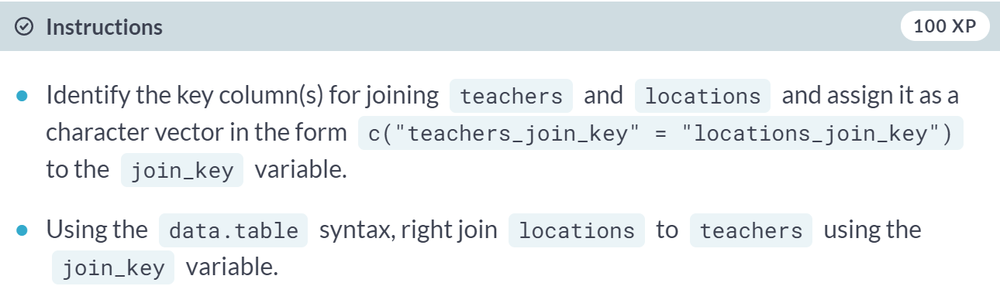 Instructions
100 XP
Identify the key column(s) for joining teachers and locations and assign it as a
character vector in the form c("teachers_join_key" = "locations_join_key")
to the join_key variable.
Using the data.table syntax, right join locations to teachers using the
join_key variable.